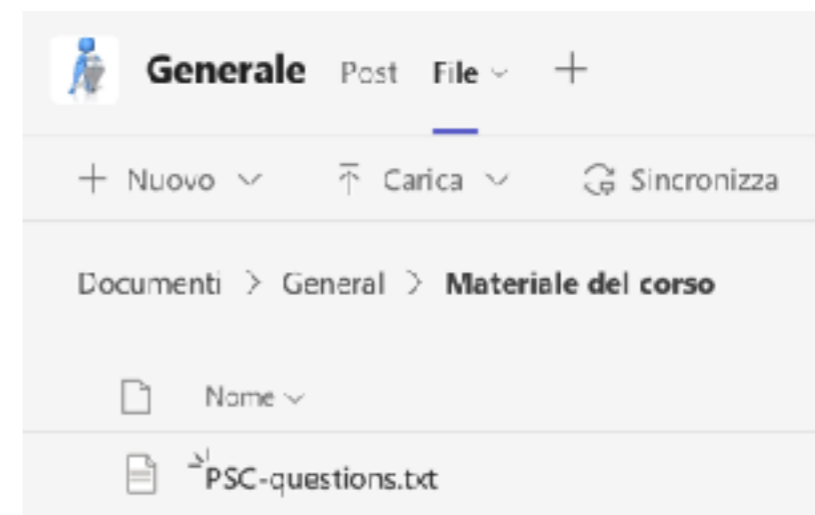 Generale Post File
Nuovo Carica Sincronizza
Documenti > General > Materiale del corso
Nome
PSC-questions.txt